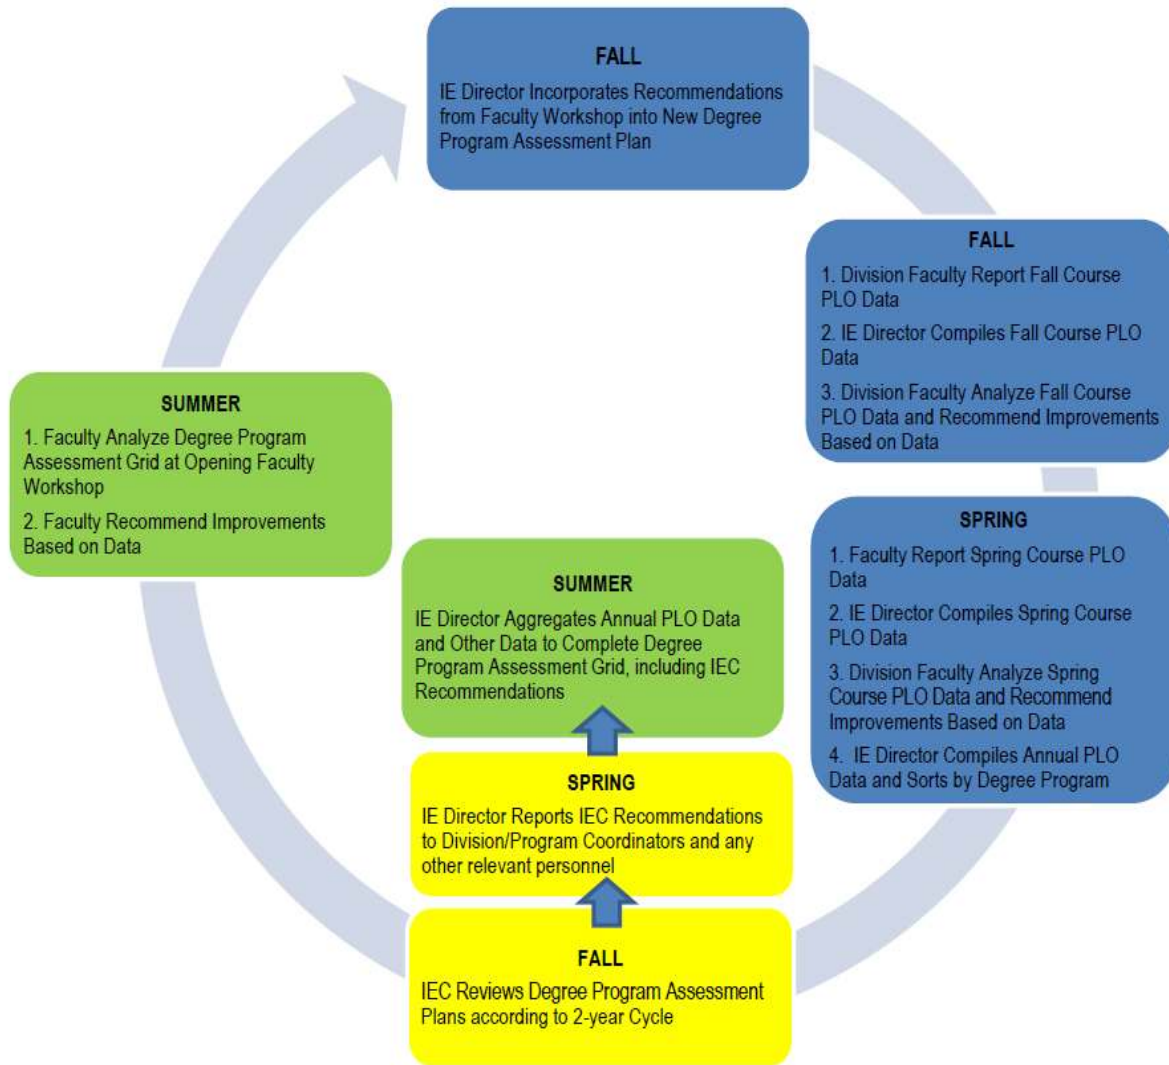 FALL
IE Director Incorporates Recommendations
from Faculty Workshop into New Degree
Program Assessment Plan
FALL
1. Division Faculty Report Fall Course
PLO Data
2. IE Director Compiles Fall Course PLO
Data
3. Division Faculty Analyze Fall Course
PLO Data and Recommend Improvements
Based on Data
SPRING
1. Faculty Report Spring Course PLO
Data
2. IE Director Compiles Spring Course
PLO Data
3. Division Faculty Analyze Spring
Course PLO Data and Recommend
Improvements Based on Data
4. IE Director Compiles Annual PLO
Data and Sorts by Degree Program
FALL
IEC Reviews Degree Program Assessment
Plans according to 2-year Cycle
SPRING
IE Director Reports IEC Recommendations
to Division/Program Coordinators and any
other relevant personnel
SUMMER
IE Director Aggregates Annual PLO Data
and Other Data to Complete Degree
Program Assessment Grid, including IEC
Recommendations
SUMMER
1. Faculty Analyze Degree Program
Assessment Grid at Opening Faculty
Workshop
2. Faculty Recommend Improvements
Based on Data